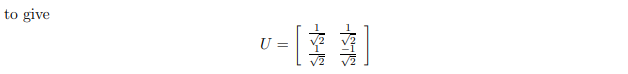 to give
U = [ 1/√2 1/√2
1/√2 -1/√2 ]